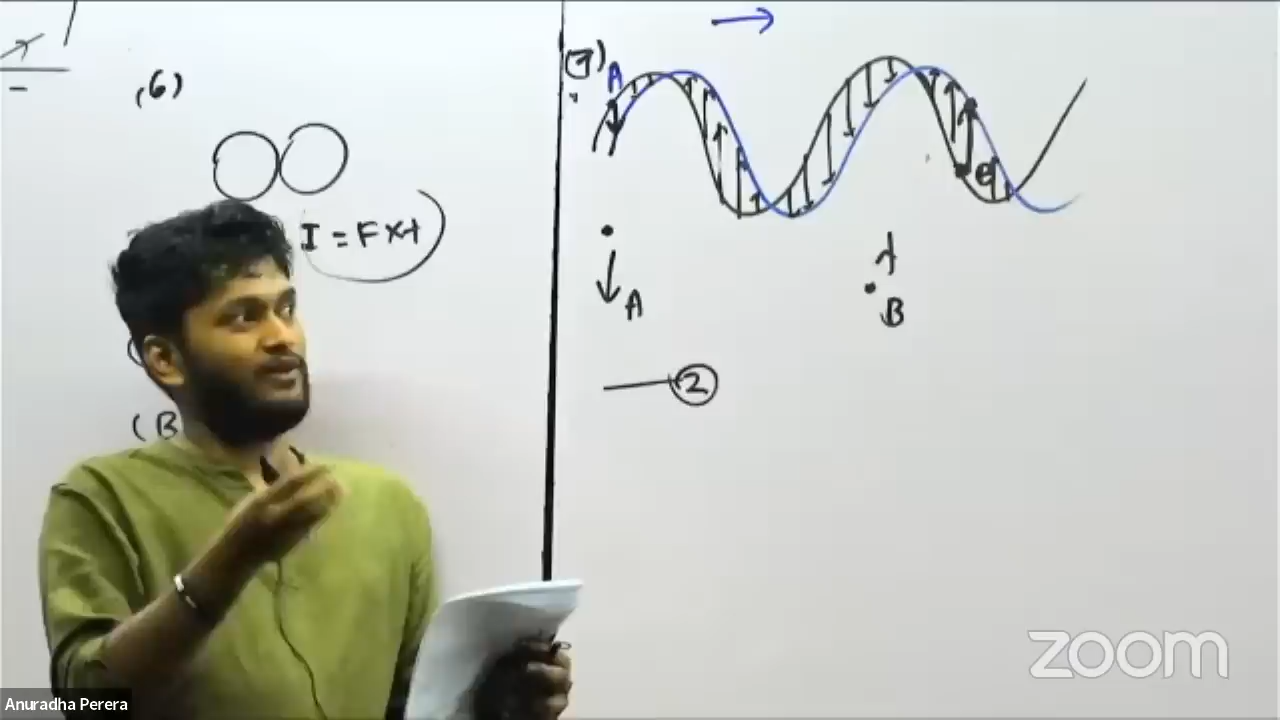 (6)
I = F×t
(B
(7)
A
B
A
B
2
zoom
Anuradha Perera